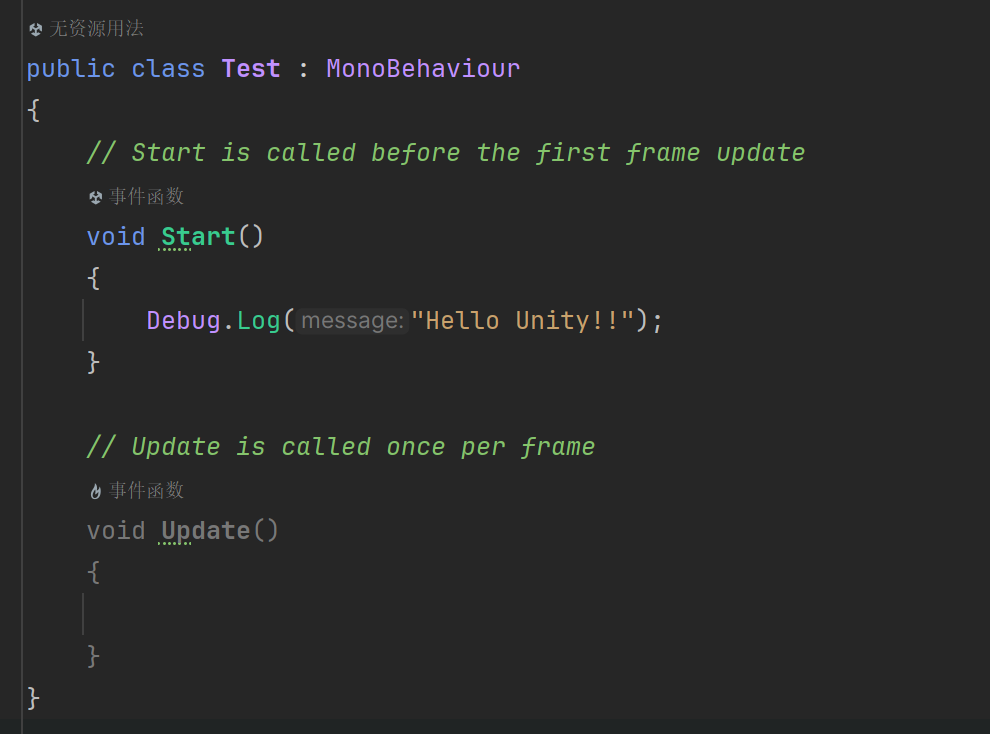 无资源用法
public class Test : MonoBehaviour
{
// Start is called before the first frame update
事件函数
void Start()
{
Debug.Log(message:"Hello Unity!!");
}
// Update is called once per frame
事件函数
void Update()
{
}
}